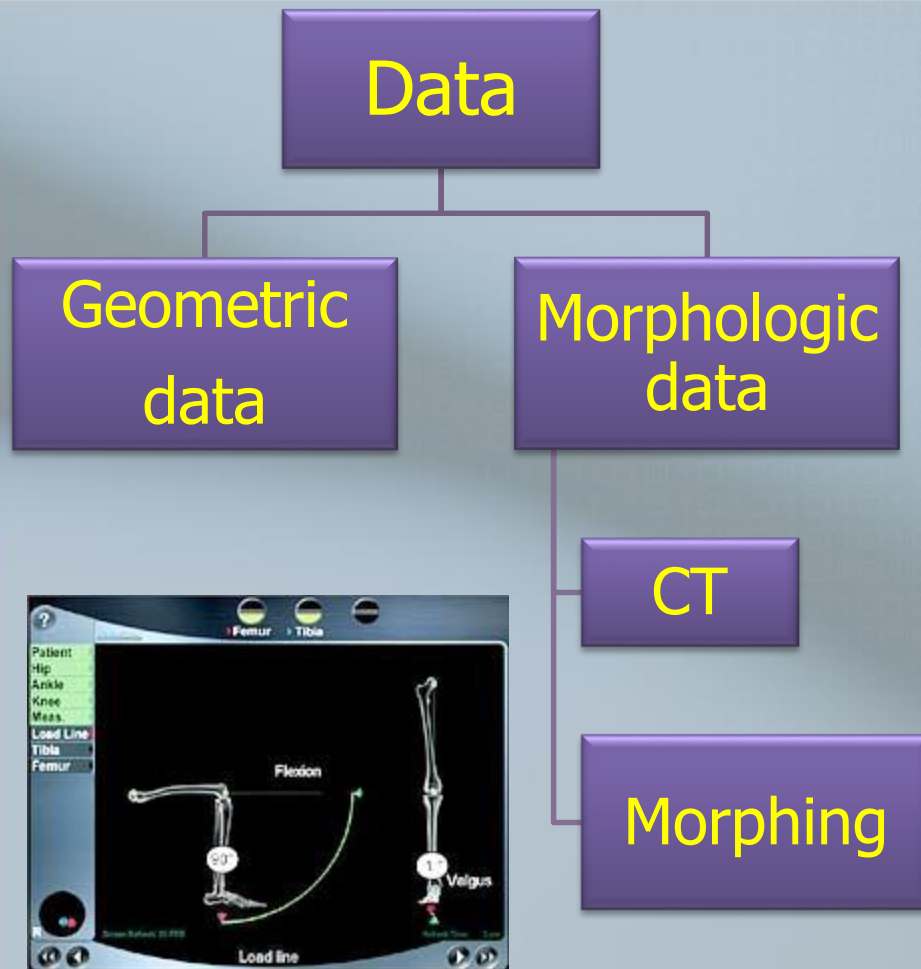 Data
Geometric
data
Morphologic
data
CT
Morphing
?
Femur Tibia
Patient
Hip
Ankle
Knee
Meas.
Load Line
Tibia
Femur
Flexion
90°
Valgus
R
Load line